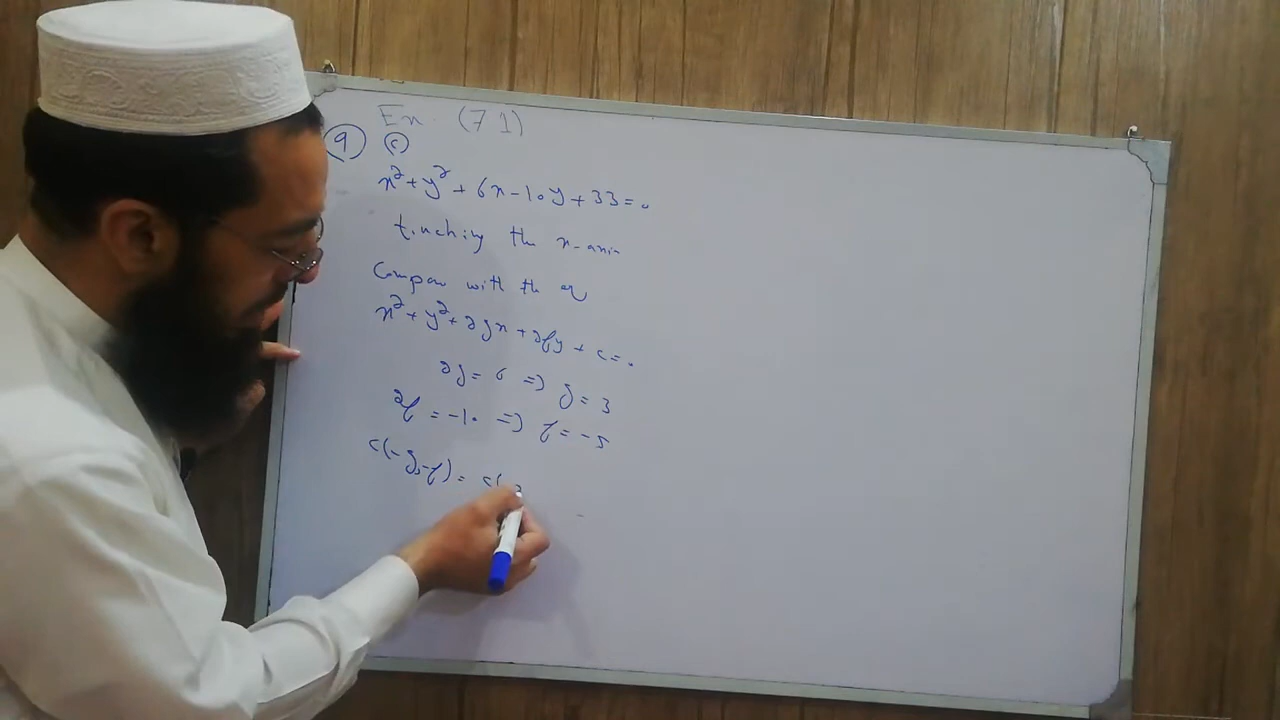 Ex (7 1)
9 (c)
x² + y² + 6x - 10y + 33 = 0
touching the x-axis
Compare with the eq
x² + y² + 2gx + 2fy + c = 0
2g = 6 => g = 3
2f = -10 => f = -5
c(-g, -f) = c(